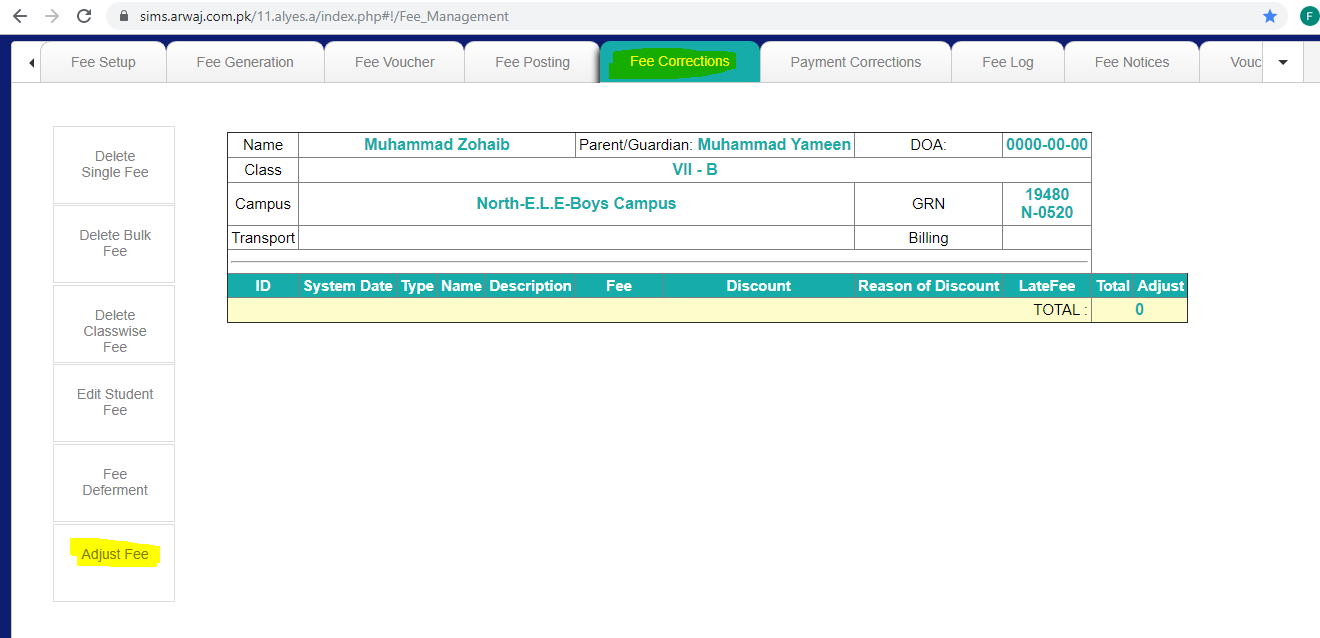 sims.arwaj.com.pk/11.alyes.a/index.php#!/Fee_Management
F
Fee Setup Fee Generation Fee Voucher Fee Posting Fee Corrections Payment Corrections Fee Log Fee Notices Vouc
Delete
Single Fee
Delete Bulk
Fee
Delete
Classwise
Fee
Edit Student
Fee
Fee
Deferment
Adjust Fee
Name Muhammad Zohaib Parent/Guardian: Muhammad Yameen DOA: 0000-00-00
Class VII - B
Campus North-E.L.E-Boys Campus GRN 19480
N-0520
Transport Billing
ID System Date Type Name Description Fee Discount Reason of Discount LateFee Total Adjust
TOTAL : 0